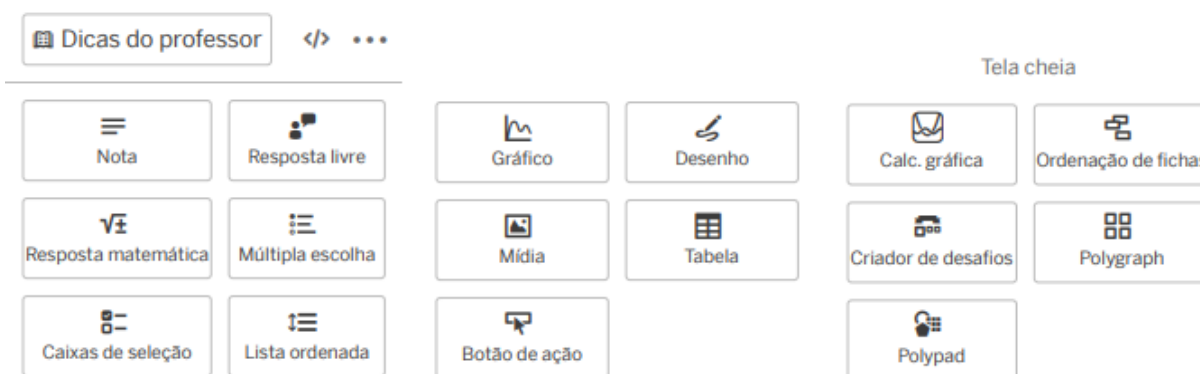 Dicas do professor </> •••
Tela cheia
Nota
Resposta livre
Gráfico
Desenho
Calc. gráfica
Ordenação de fichas
√± Resposta matemática
Múltipla escolha
Mídia
Tabela
Criador de desafios
Polygraph
Caixas de seleção
Lista ordenada
Botão de ação
Polypad